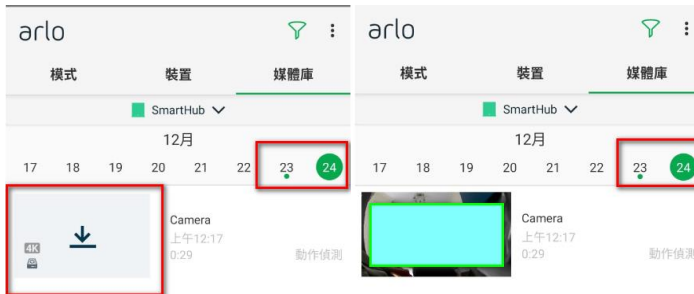 arlo
模式 裝置 媒體庫
SmartHub
12月
17 18 19 20 21 22 23 24
Camera
上午12:17
4K
0:29 動作偵測
arlo
模式 裝置 媒體庫
SmartHub
12月
17 18 19 20 21 22 23 24
Camera
上午12:17
0:29 動作偵測